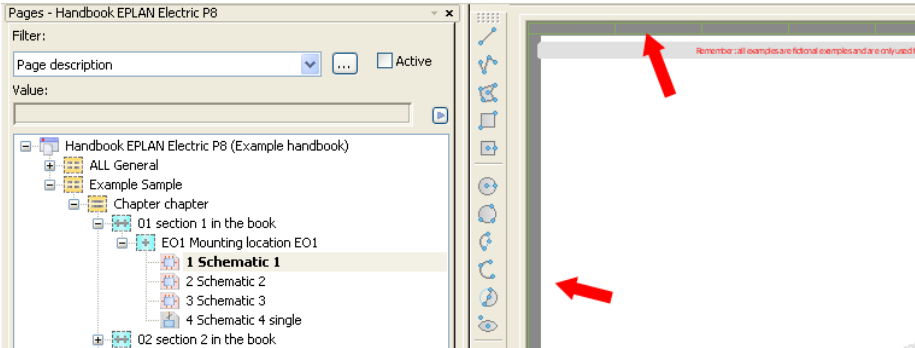 Pages - Handbook EPLAN Electric P8
Filter:
Page description
...
Active
Value:
Handbook EPLAN Electric P8 (Example handbook)
ALL General
Example Sample
Chapter chapter
01 section 1 in the book
EO1 Mounting location EO1
1 Schematic 1
2 Schematic 2
3 Schematic 3
4 Schematic 4 single
02 section 2 in the book
Remember: all examples are fictional examples and are only used